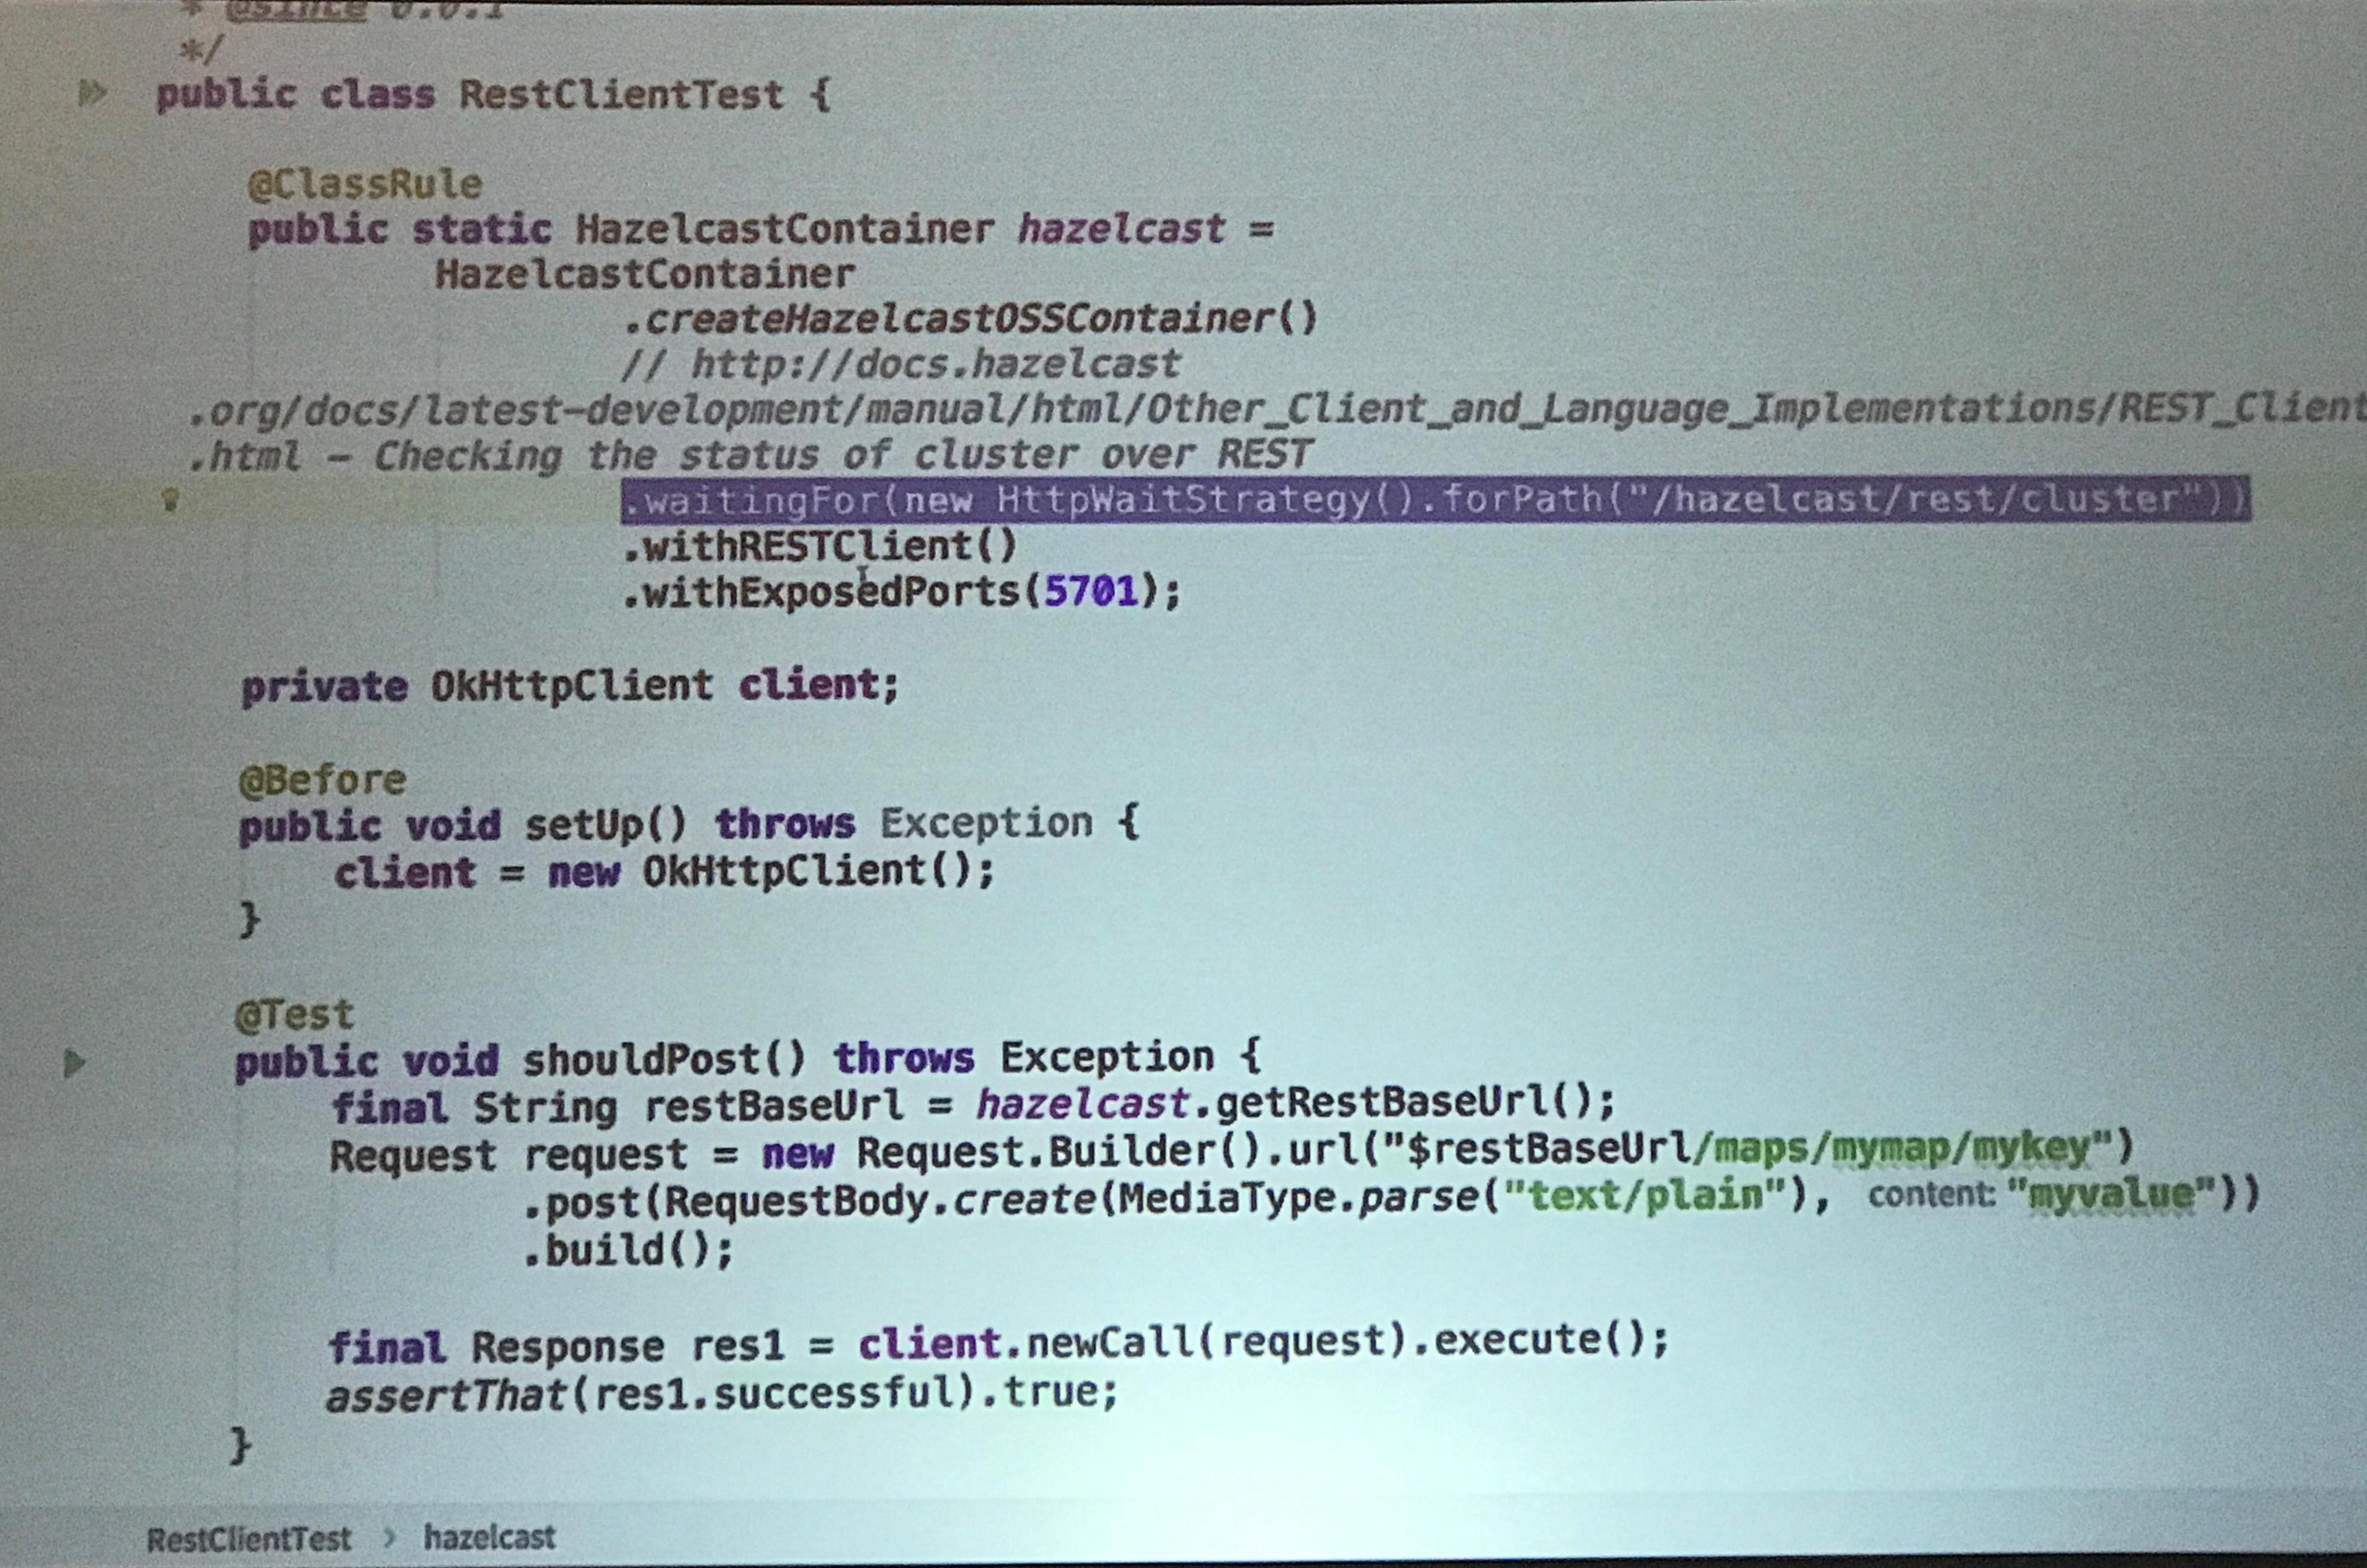 * @since 0.0.1
*/
public class RestClientTest {
@ClassRule
public static HazelcastContainer hazelcast =
HazelcastContainer
.createHazelcastOSSContainer()
// http://docs.hazelcast
.org/docs/latest-development/manual/html/Other_Client_and_Language_Implementations/REST_Client
.html - Checking the status of cluster over REST
.waitingFor(new HttpWaitStrategy().forPath("/hazelcast/rest/cluster"))
.withRESTClient()
.withExposedPorts(5701);
private OkHttpClient client;
@Before
public void setUp() throws Exception {
client = new OkHttpClient();
}
@Test
public void shouldPost() throws Exception {
final String restBaseUrl = hazelcast.getRestBaseUrl();
Request request = new Request.Builder().url("$restBaseUrl/maps/mymap/mykey")
.post(RequestBody.create(MediaType.parse("text/plain"), content: "myvalue"))
.build();
final Response res1 = client.newCall(request).execute();
assertThat(res1.successful).true;
}
RestClientTest > hazelcast